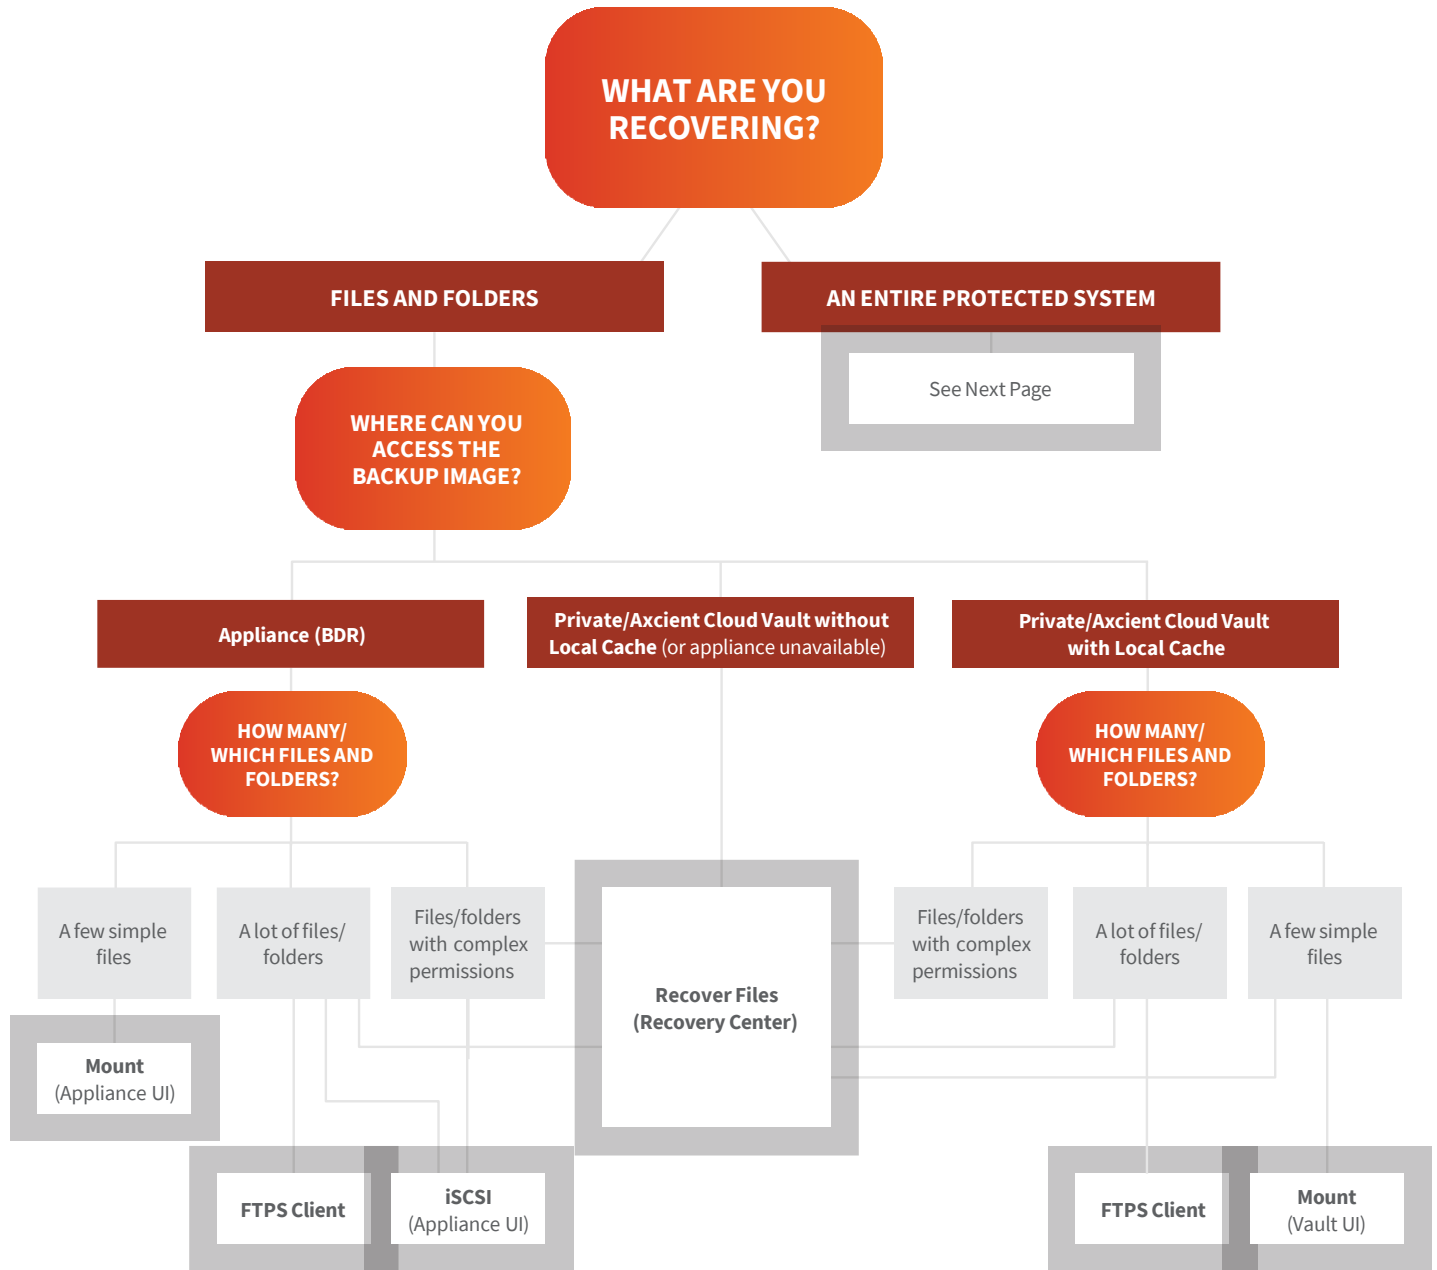 WHAT ARE YOU
RECOVERING?
FILES AND FOLDERS
AN ENTIRE PROTECTED SYSTEM
See Next Page
WHERE CAN YOU
ACCESS THE
BACKUP IMAGE?
Appliance (BDR)
Private/Axcient Cloud Vault without
Local Cache (or appliance unavailable)
Private/Axcient Cloud Vault
with Local Cache
HOW MANY/
WHICH FILES AND
FOLDERS?
HOW MANY/
WHICH FILES AND
FOLDERS?
A few simple
files
A lot of files/
folders
Files/folders
with complex
permissions
Recover Files
(Recovery Center)
Files/folders
with complex
permissions
A lot of files/
folders
A few simple
files
Mount
(Appliance UI)
FTPS Client
iSCSI
(Appliance UI)
FTPS Client
Mount
(Vault UI)